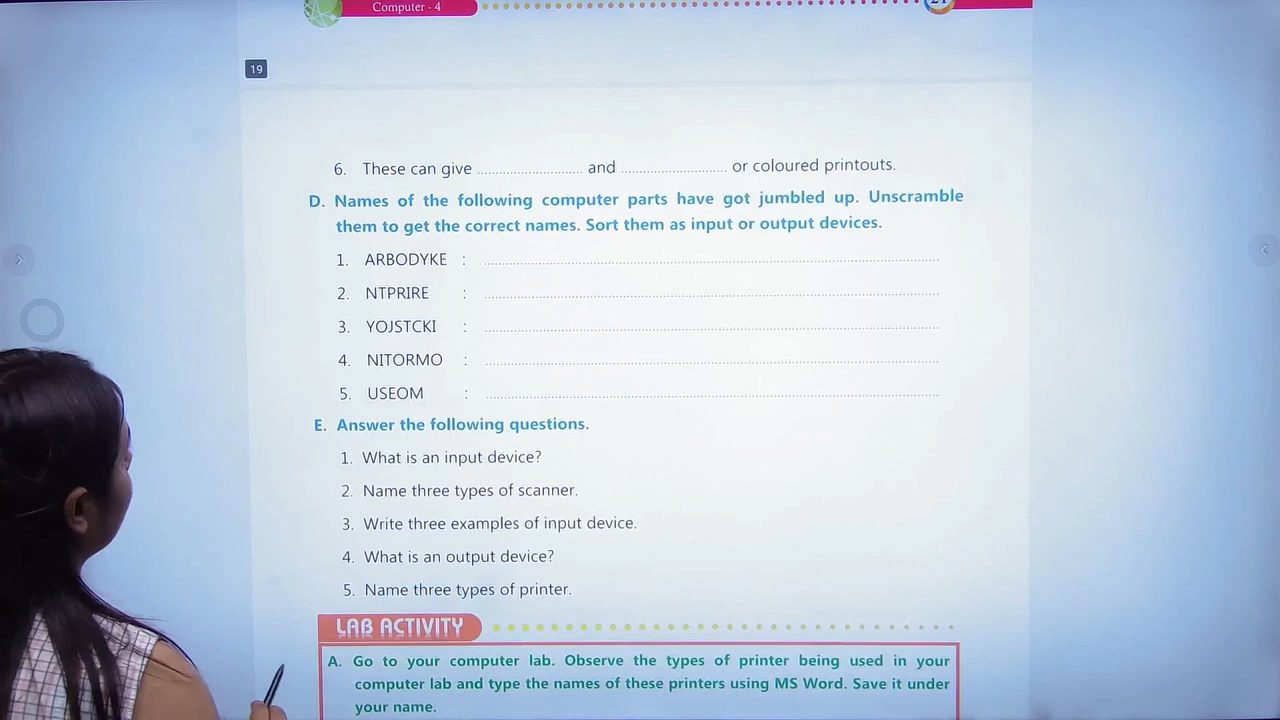 Computer - 4
21
19
6. These can give .............................. and .............................. or coloured printouts.
D. Names of the following computer parts have got jumbled up. Unscramble
them to get the correct names. Sort them as input or output devices.
1. ARBODYKE : ..............................
2. NTPRIRE : ..............................
3. YOJSTCKI : ..............................
4. NITORMO : ..............................
5. USEOM : ..............................
E. Answer the following questions.
1. What is an input device?
2. Name three types of scanner.
3. Write three examples of input device.
4. What is an output device?
5. Name three types of printer.
LAB ACTIVITY
A. Go to your computer lab. Observe the types of printer being used in your
computer lab and type the names of these printers using MS Word. Save it under
your name.